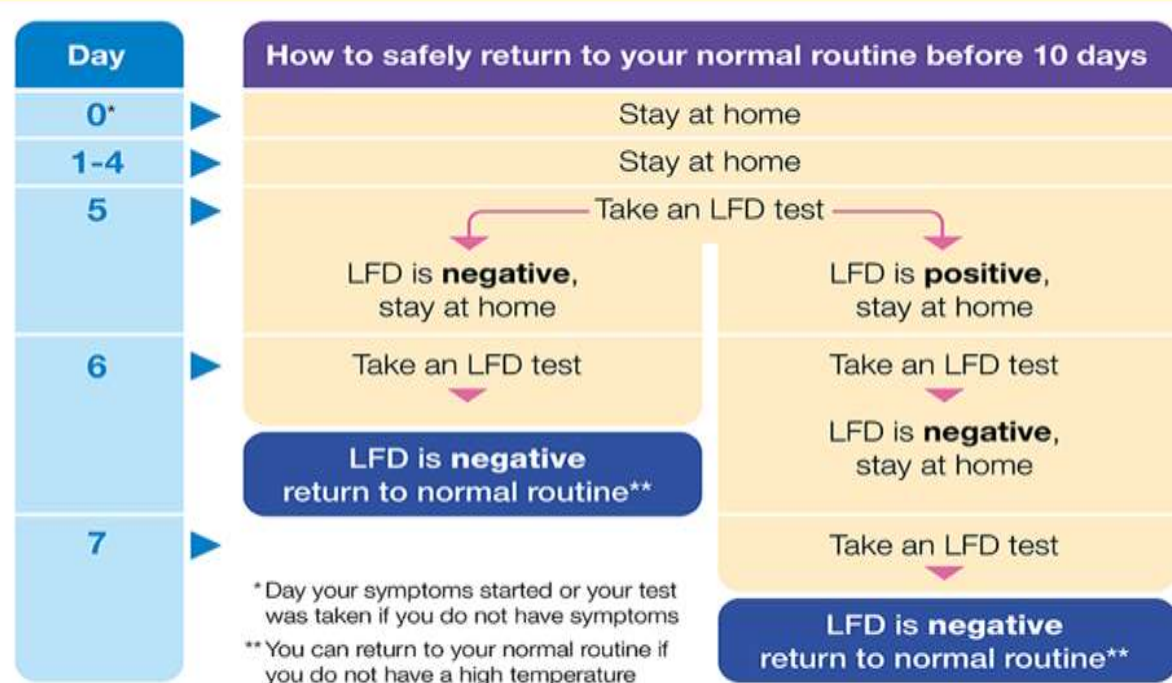 Day
How to safely return to your normal routine before 10 days
0*
Stay at home
1-4
Stay at home
5
Take an LFD test
LFD is negative,
stay at home
LFD is positive,
stay at home
6
Take an LFD test
Take an LFD test
LFD is negative
return to normal routine**
LFD is negative,
stay at home
7
Take an LFD test
LFD is negative
return to normal routine**
* Day your symptoms started or your test
was taken if you do not have symptoms
** You can return to your normal routine if
you do not have a high temperature